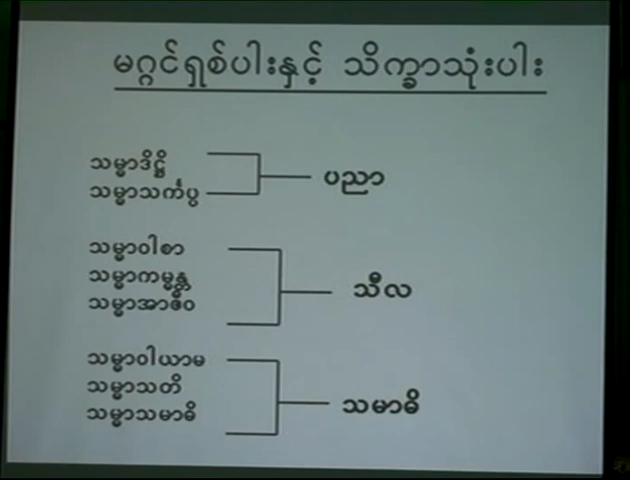 မဂ္ဂင်ရှစ်ပါးနှင့် သိက္ခာသုံးပါး
သမ္မာဒိဋ္ဌိ
သမ္မာသင်္ကပ္ပ
ပညာ
သမ္မာဝါစာ
သမ္မာကမ္မန္တ
သမ္မာအာဇီဝ
သီလ
သမ္မာဝါယာမ
သမ္မာသတိ
သမ္မာသမာဓိ
သမာဓိ